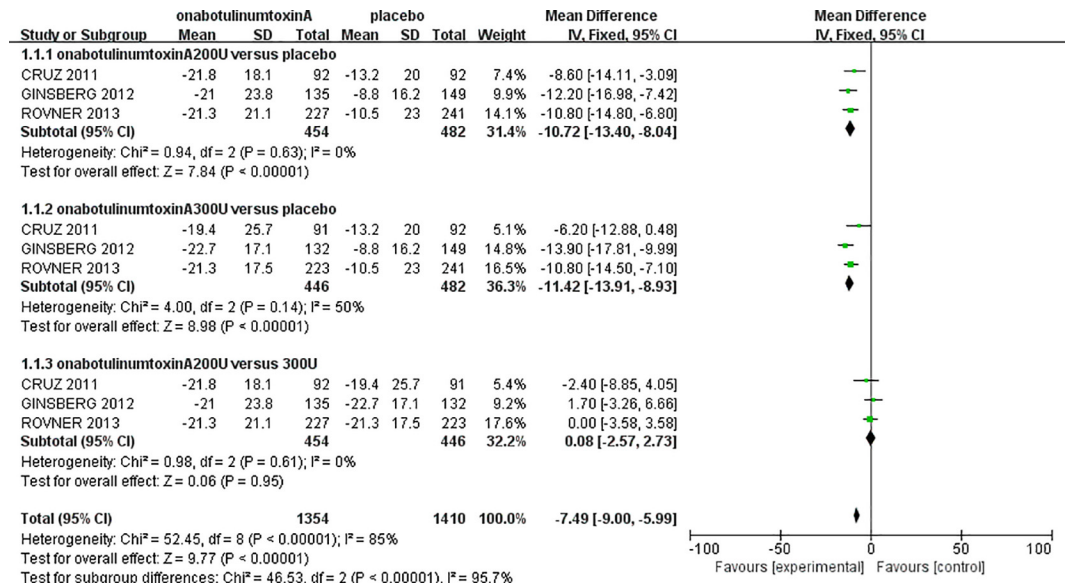 onabotulinumtoxinA placebo Mean Difference Mean Difference
Study or Subgroup Mean SD Total Mean SD Total Weight IV, Fixed, 95% CI IV, Fixed, 95% CI
1.1.1 onabotulinumtoxinA200U versus placebo
CRUZ 2011 -21.8 18.1 92 -13.2 20 92 7.4% -8.60 [-14.11, -3.09]
GINSBERG 2012 -21 23.8 135 -8.8 16.2 149 9.9% -12.20 [-16.98, -7.42]
ROVNER 2013 -21.3 21.1 227 -10.5 23 241 14.1% -10.80 [-14.80, -6.80]
Subtotal (95% CI) 454 482 31.4% -10.72 [-13.40, -8.04]
Heterogeneity: Chi² = 0.94, df = 2 (P = 0.63); I² = 0%
Test for overall effect: Z = 7.84 (P < 0.00001)
1.1.2 onabotulinumtoxinA300U versus placebo
CRUZ 2011 -19.4 25.7 91 -13.2 20 92 5.1% -6.20 [-12.88, 0.48]
GINSBERG 2012 -22.7 17.1 132 -8.8 16.2 149 14.8% -13.90 [-17.81, -9.99]
ROVNER 2013 -21.3 17.5 223 -10.5 23 241 16.5% -10.80 [-14.50, -7.10]
Subtotal (95% CI) 446 482 36.3% -11.42 [-13.91, -8.93]
Heterogeneity: Chi² = 4.00, df = 2 (P = 0.14); I² = 50%
Test for overall effect: Z = 8.98 (P < 0.00001)
1.1.3 onabotulinumtoxinA200U versus 300U
CRUZ 2011 -21.8 18.1 92 -19.4 25.7 91 5.4% -2.40 [-8.85, 4.05]
GINSBERG 2012 -21 23.8 135 -22.7 17.1 132 9.2% 1.70 [-3.26, 6.66]
ROVNER 2013 -21.3 21.1 227 -21.3 17.5 223 17.6% 0.00 [-3.58, 3.58]
Subtotal (95% CI) 454 446 32.2% 0.08 [-2.57, 2.73]
Heterogeneity: Chi² = 0.98, df = 2 (P = 0.61); I² = 0%
Test for overall effect: Z = 0.06 (P = 0.95)
Total (95% CI) 1354 1410 100.0% -7.49 [-9.00, -5.99]
Heterogeneity: Chi² = 52.45, df = 8 (P < 0.00001); I² = 85%
Test for overall effect: Z = 9.77 (P < 0.00001)
Test for subgroup differences: Chi² = 46.53, df = 2 (P < 0.00001), I² = 95.7%
-100 -50 0 50 100
Favours [experimental] Favours [control]